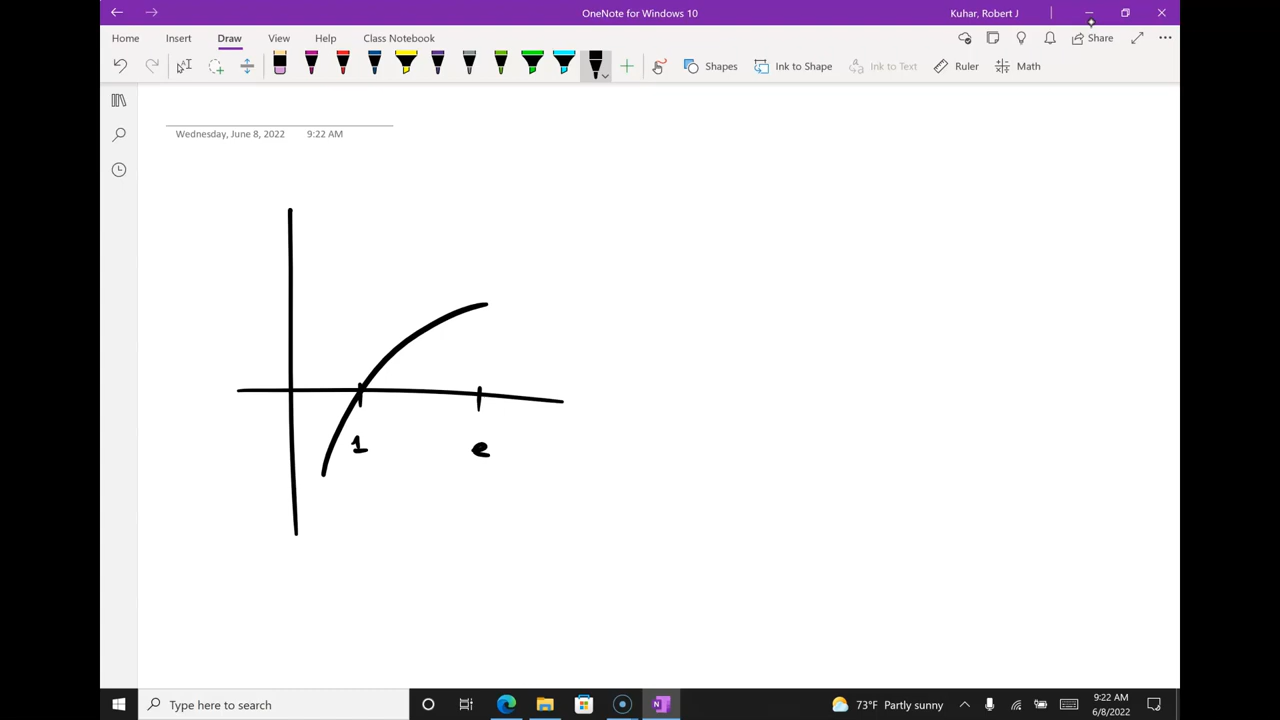 OneNote for Windows 10
Kuhar, Robert J
Home Insert Draw View Help Class Notebook
Share
Shapes Ink to Shape Ink to Text Ruler Math
Wednesday, June 8, 2022 9:22 AM
1 e
Type here to search
73°F Partly sunny
9:22 AM
6/8/2022